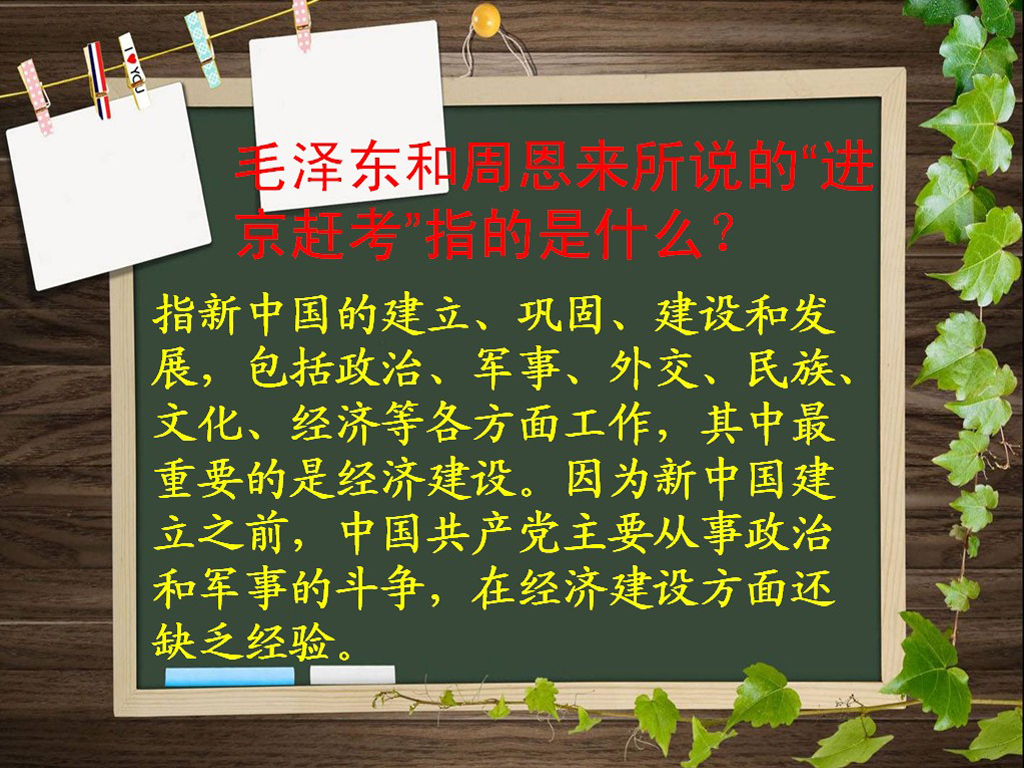 I ♥ YOU
毛泽东和周恩来所说的“进
京赶考”指的是什么？
指新中国的建立、巩固、建设和发
展，包括政治、军事、外交、民族、
文化、经济等各方面工作，其中最
重要的是经济建设。因为新中国建
立之前，中国共产党主要从事政治
和军事的斗争，在经济建设方面还
缺乏经验。